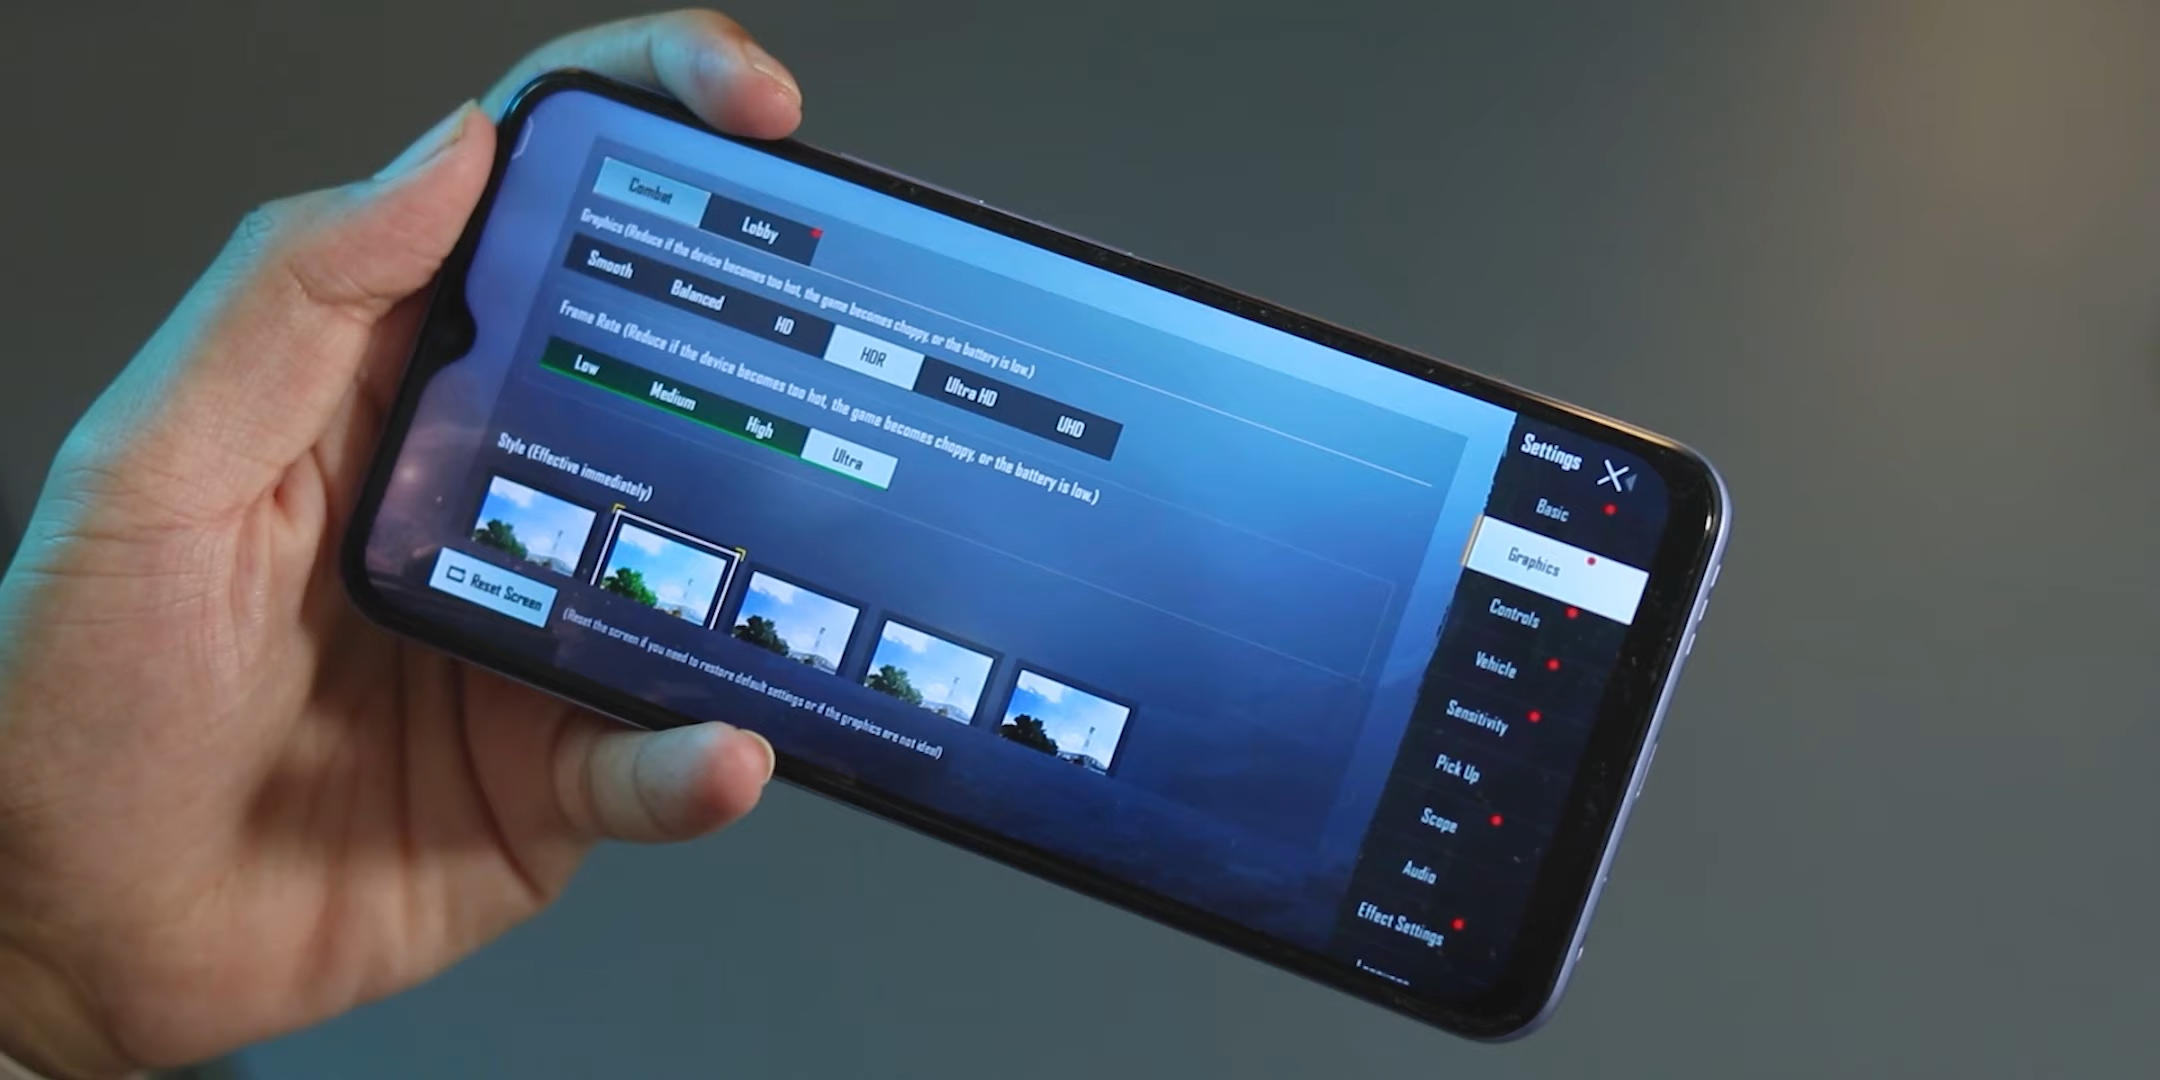 Combat
Lobby
Graphics (Reduce if the device becomes too hot, the game becomes choppy, or the battery is low.)
Smooth
Balanced
HD
HDR
Ultra HD
UHD
Frame Rate (Reduce if the device becomes too hot, the game becomes choppy, or the battery is low.)
Low
Medium
High
Ultra
Style (Effective immediately)
Reset Screen
(Reset the screen if you need to restore default settings or if the graphics are not ideal)
Settings
Basic
Graphics
Controls
Vehicle
Sensitivity
Pick Up
Scope
Audio
Effect Settings